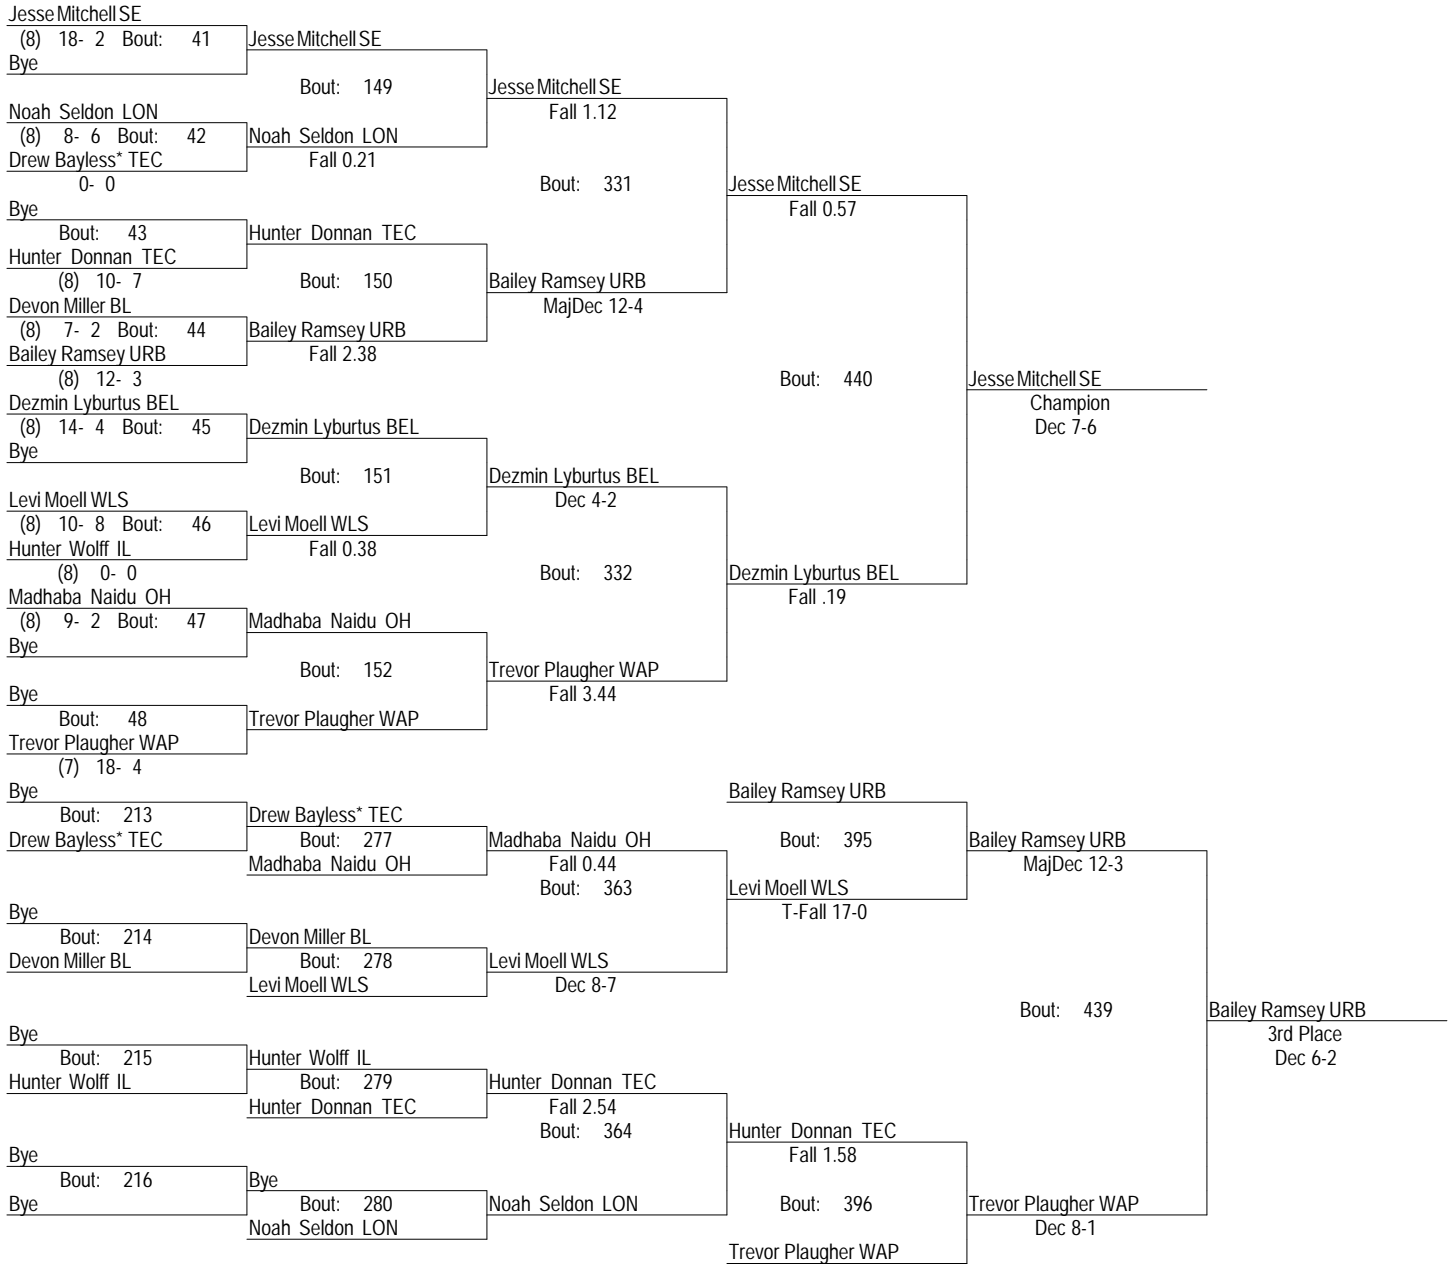 Jesse Mitchell SE
(8) 18- 2 Bout: 41
Bye
Noah Seldon LON
(8) 8- 6 Bout: 42
Drew Bayless* TEC
0- 0
Bye
Bout: 43
Hunter Donnan TEC
(8) 10- 7
Devon Miller BL
(8) 7- 2 Bout: 44
Bailey Ramsey URB
(8) 12- 3
Dezmin Lyburtus BEL
(8) 14- 4 Bout: 45
Bye
Levi Moell WLS
(8) 10- 8 Bout: 46
Hunter Wolff IL
(8) 0- 0
Madhaba Naidu OH
(8) 9- 2 Bout: 47
Bye
Bye
Bout: 48
Trevor Plaugher WAP
(7) 18- 4
Jesse Mitchell SE
Bout: 149
Noah Seldon LON
Fall 0.21
Hunter Donnan TEC
Bout: 150
Bailey Ramsey URB
Fall 2.38
Dezmin Lyburtus BEL
Bout: 151
Levi Moell WLS
Fall 0.38
Madhaba Naidu OH
Bout: 152
Trevor Plaugher WAP
Jesse Mitchell SE
Fall 1.12
Bout: 331
Bailey Ramsey URB
MajDec 12-4
Dezmin Lyburtus BEL
Dec 4-2
Bout: 332
Trevor Plaugher WAP
Fall 3.44
Jesse Mitchell SE
Fall 0.57
Bout: 440
Dezmin Lyburtus BEL
Fall .19
Jesse Mitchell SE
Champion
Dec 7-6
Bye
Bout: 213
Drew Bayless* TEC
Bye
Bout: 214
Devon Miller BL
Bye
Bout: 215
Hunter Wolff IL
Bye
Bout: 216
Bye
Drew Bayless* TEC
Bout: 277
Madhaba Naidu OH
Devon Miller BL
Bout: 278
Levi Moell WLS
Hunter Wolff IL
Bout: 279
Hunter Donnan TEC
Bye
Bout: 280
Noah Seldon LON
Madhaba Naidu OH
Fall 0.44
Bout: 363
Levi Moell WLS
Dec 8-7
Hunter Donnan TEC
Fall 2.54
Bout: 364
Noah Seldon LON
Bailey Ramsey URB
Bout: 395
Levi Moell WLS
T-Fall 17-0
Hunter Donnan TEC
Fall 1.58
Bout: 396
Trevor Plaugher WAP
Bailey Ramsey URB
MajDec 12-3
Bout: 439
Trevor Plaugher WAP
Dec 8-1
Bailey Ramsey URB
3rd Place
Dec 6-2